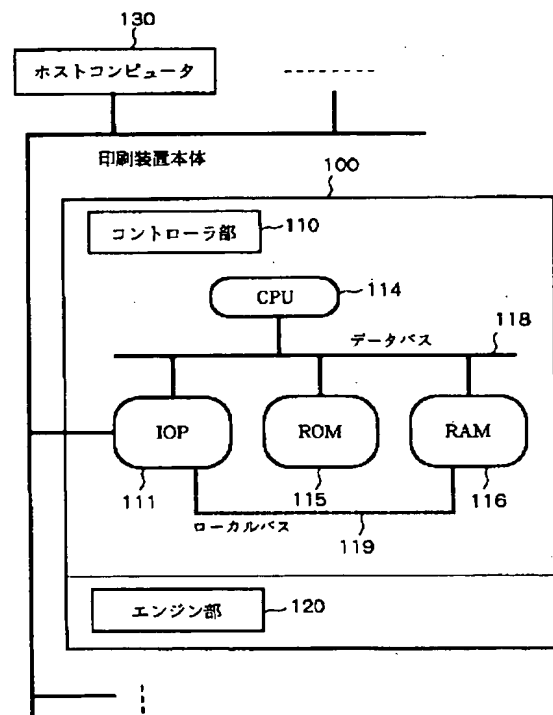 130
ホストコンピュータ
印刷装置本体
100
コントローラ部
110
CPU
114
データバス
118
IOP
ROM
RAM
111
115
116
ローカルバス
119
エンジン部
120